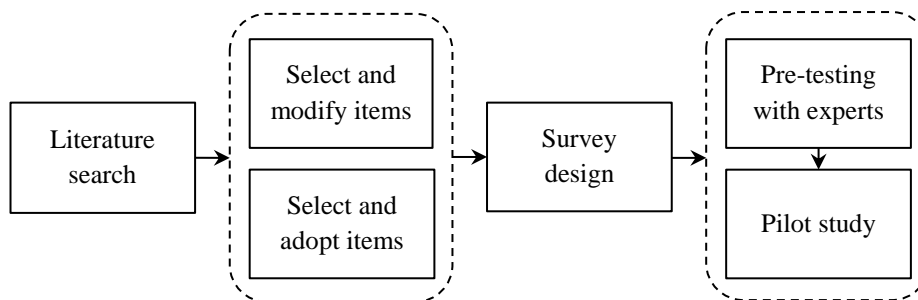 Literature
search
Select and
modify items
Select and
adopt items
Survey
design
Pre-testing
with experts
Pilot study